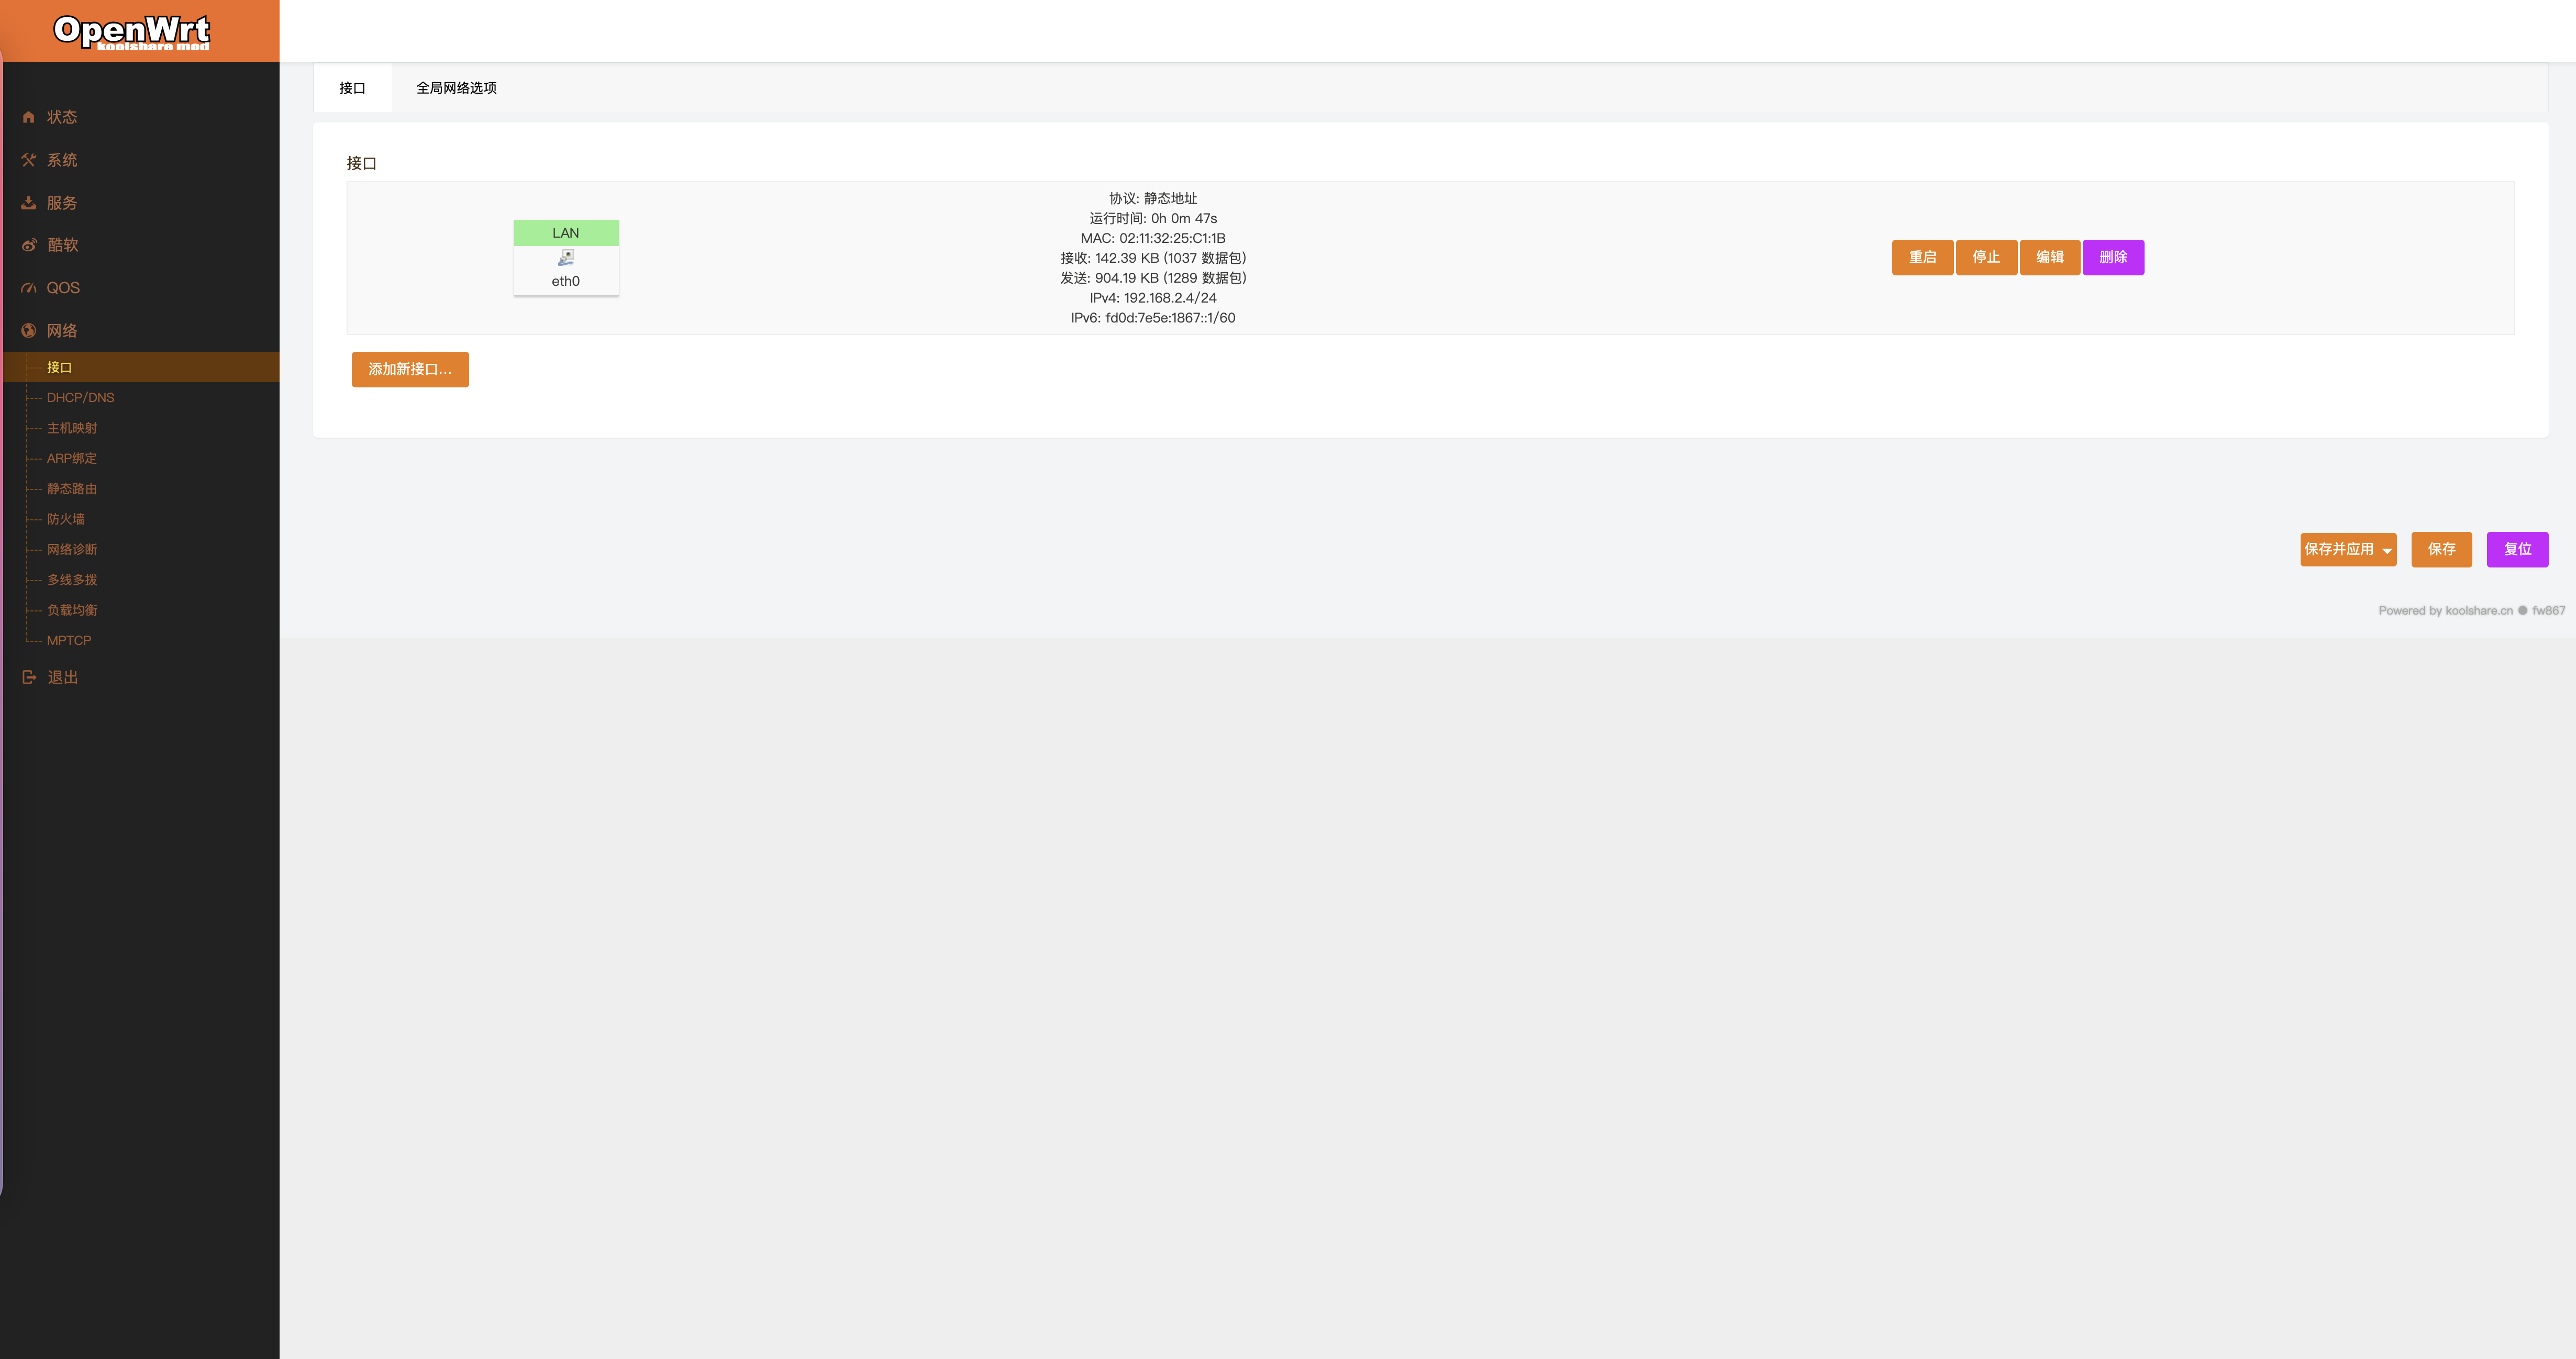 OpenWrt
koolshare mod
状态
系统
服务
酷软
QOS
网络
接口
DHCP/DNS
主机映射
ARP绑定
静态路由
防火墙
网络诊断
多线多拨
负载均衡
MPTCP
退出
接口 全局网络选项
接口
LAN
eth0
协议: 静态地址
运行时间: 0h 0m 47s
MAC: 02:11:32:25:C1:1B
接收: 142.39 KB (1037 数据包)
发送: 904.19 KB (1289 数据包)
IPv4: 192.168.2.4/24
IPv6: fd0d:7e5e:1867::1/60
重启 停止 编辑 删除
添加新接口...
保存并应用 保存 复位
Powered by koolshare.cn ● fw867